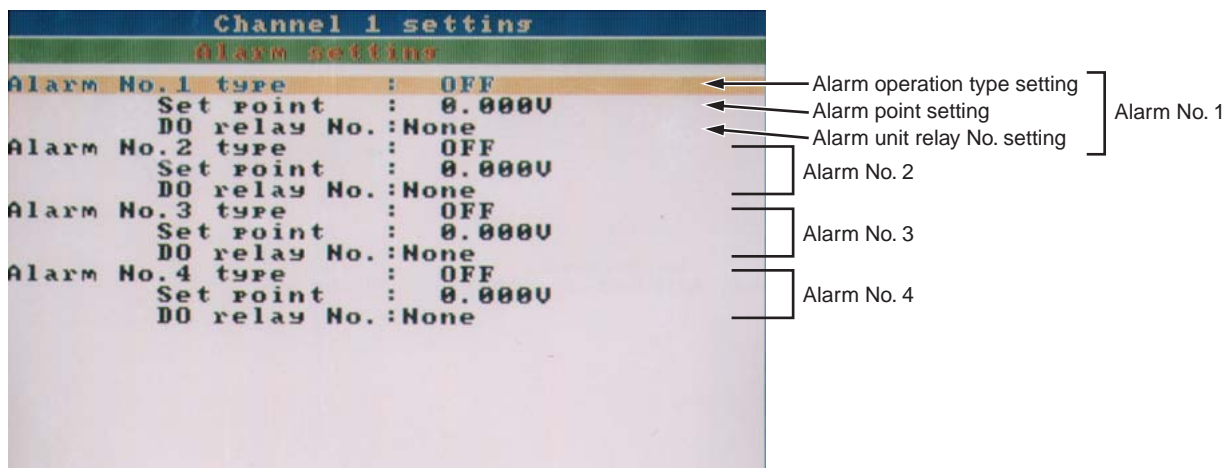 Channel 1 setting
Alarm setting
Alarm No.1 type : OFF
Set point : 0.000V
DO relay No.:None
Alarm No.2 type : OFF
Set point : 0.000V
DO relay No.:None
Alarm No.3 type : OFF
Set point : 0.000V
DO relay No.:None
Alarm No.4 type : OFF
Set point : 0.000V
DO relay No.:None
Alarm operation type setting
Alarm point setting
Alarm unit relay No. setting
Alarm No. 1
Alarm No. 2
Alarm No. 3
Alarm No. 4